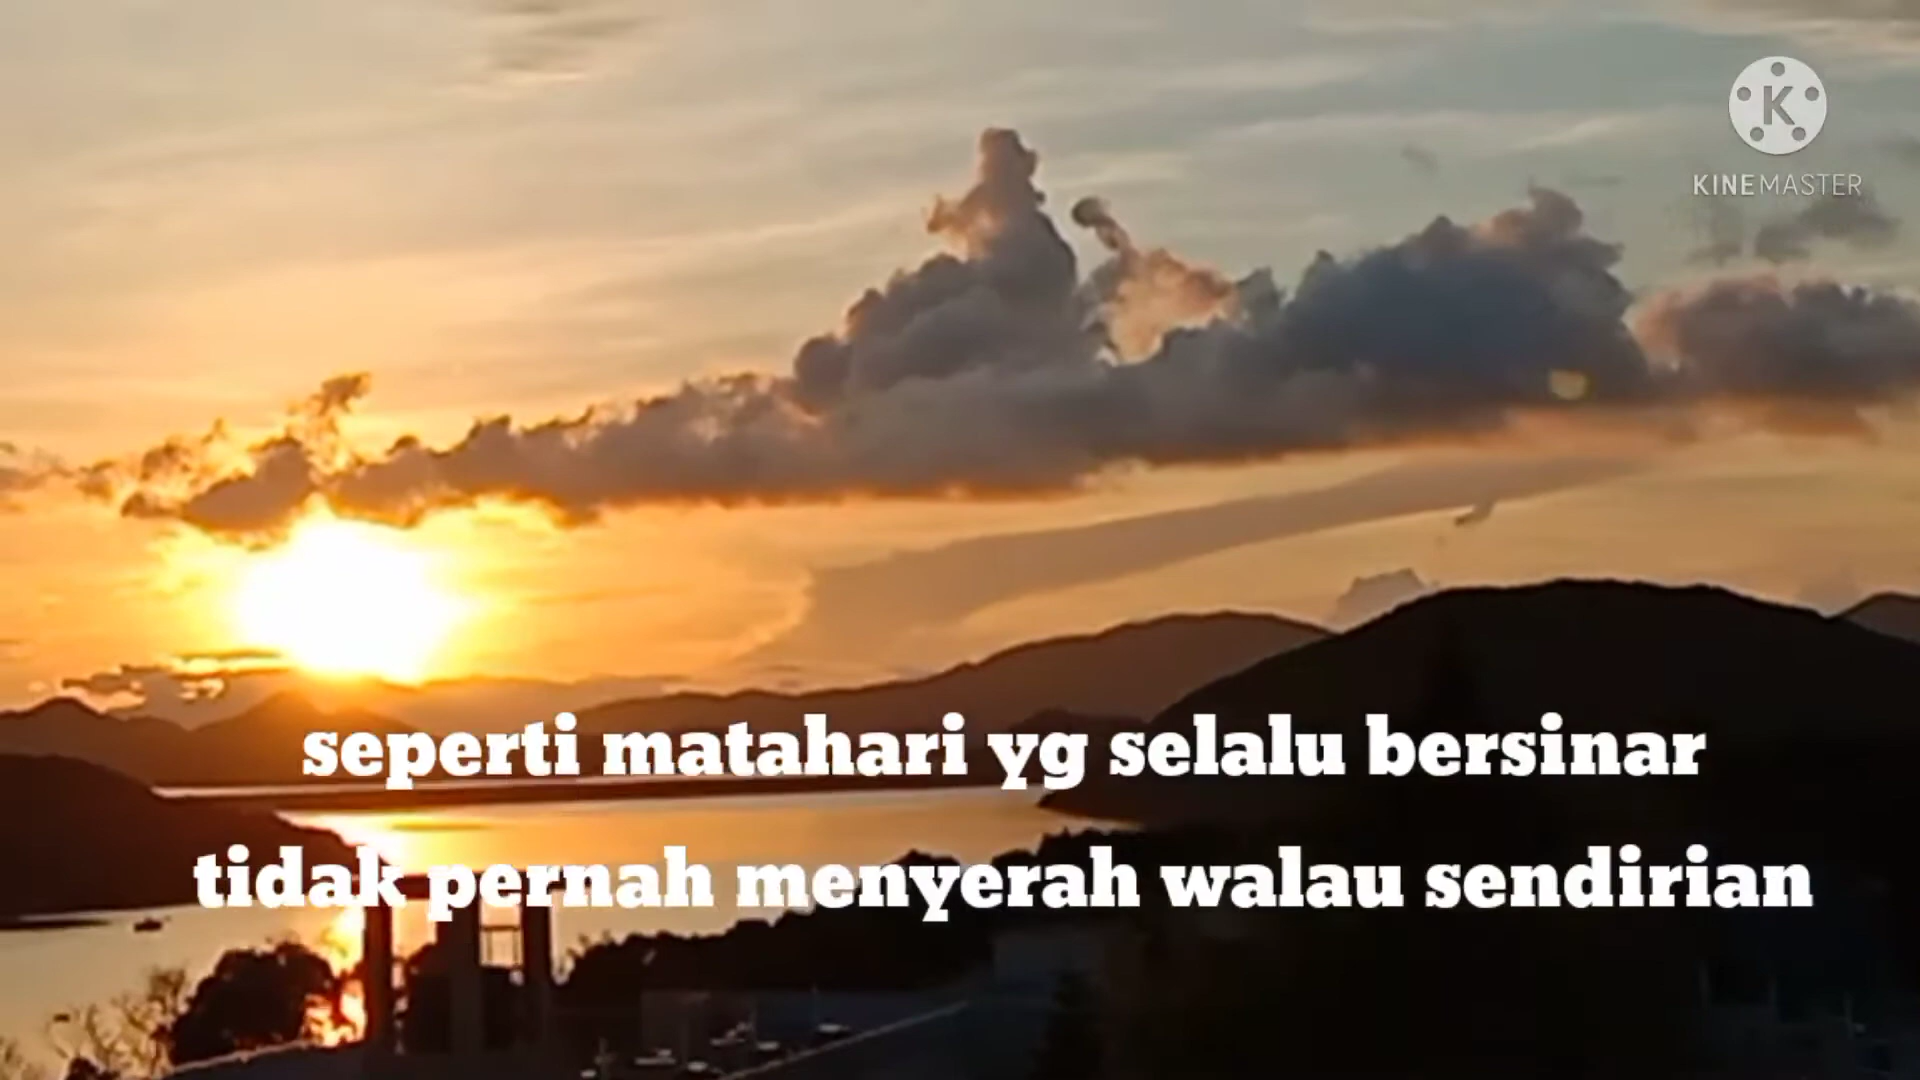 K
KINEMASTER
seperti matahari yg selalu bersinar
tidak pernah menyerah walau sendirian